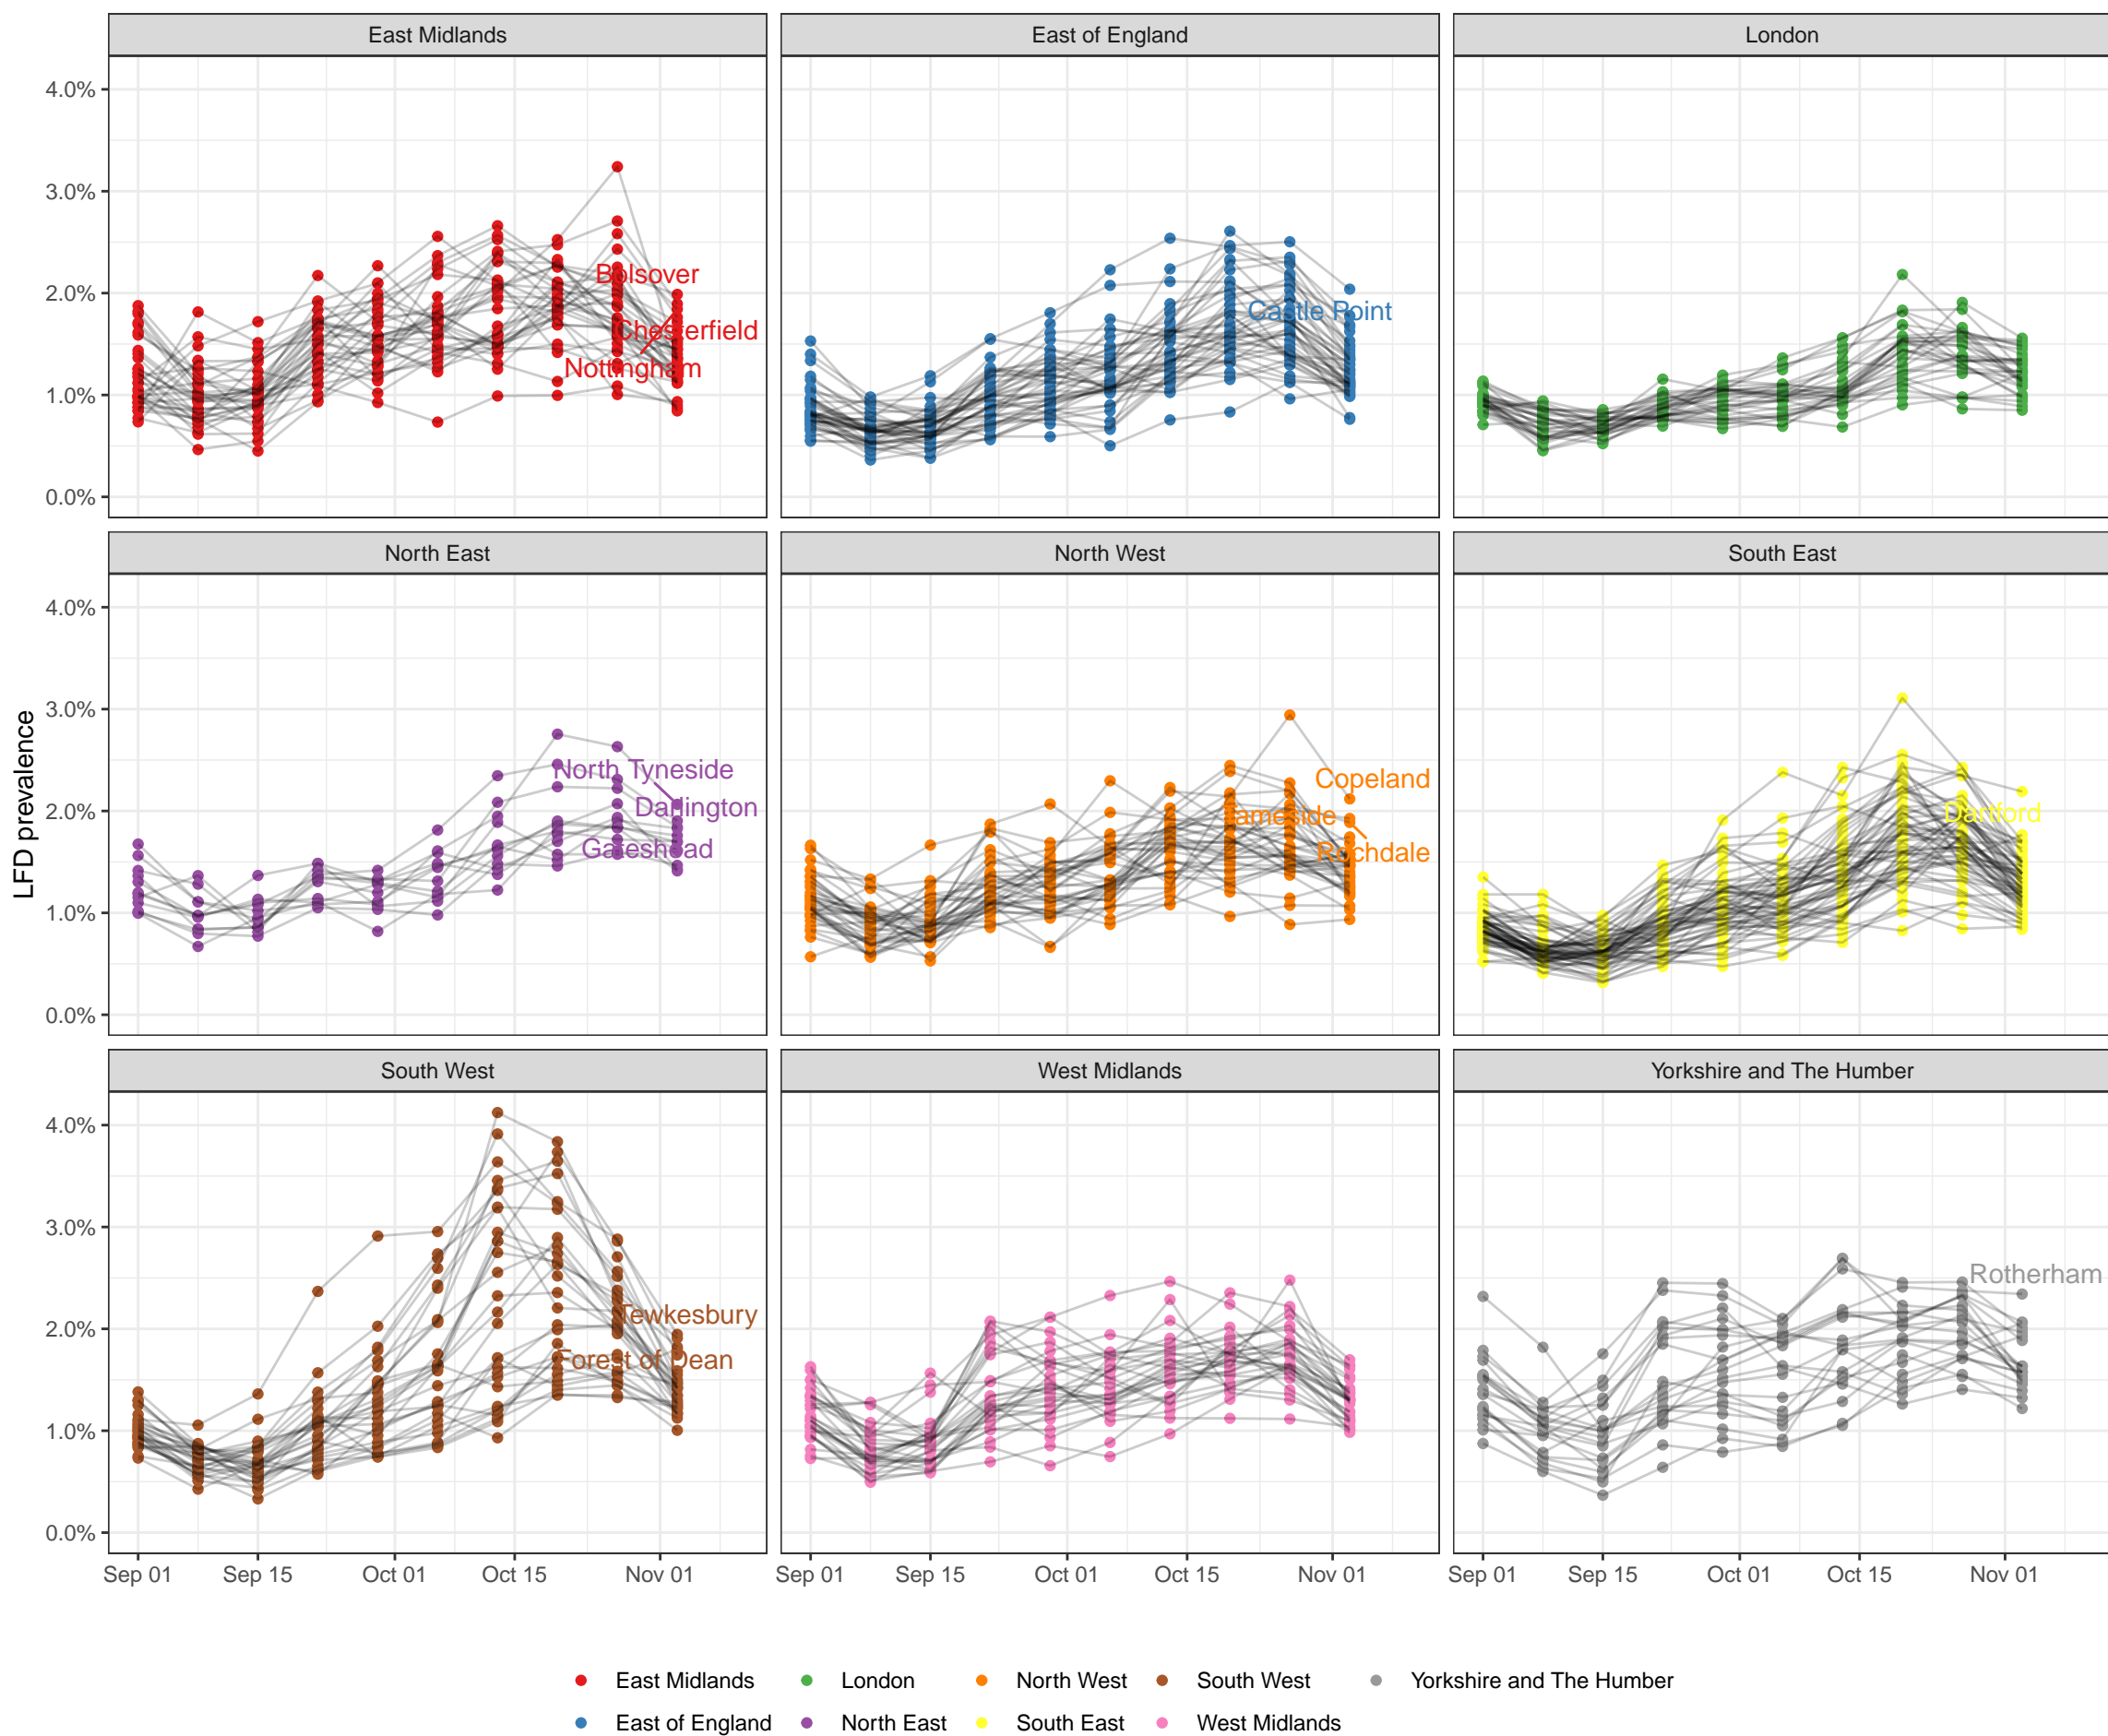 East Midlands
East of England
London
4.0%
3.0%
2.0%
1.0%
0.0%
Bolsover
Chesterfield
Nottingham
Castle Point
North East
North West
South East
4.0%
3.0%
2.0%
1.0%
0.0%
LFD prevalence
North Tyneside
Darlington
Gateshead
Copeland
Tameside
Rochdale
Dartford
South West
West Midlands
Yorkshire and The Humber
4.0%
3.0%
2.0%
1.0%
0.0%
Tewkesbury
Forest of Dean
Rotherham
Sep 01 Sep 15 Oct 01 Oct 15 Nov 01
Sep 01 Sep 15 Oct 01 Oct 15 Nov 01
Sep 01 Sep 15 Oct 01 Oct 15 Nov 01
East Midlands London North West South West Yorkshire and The Humber
East of England North East South East West Midlands